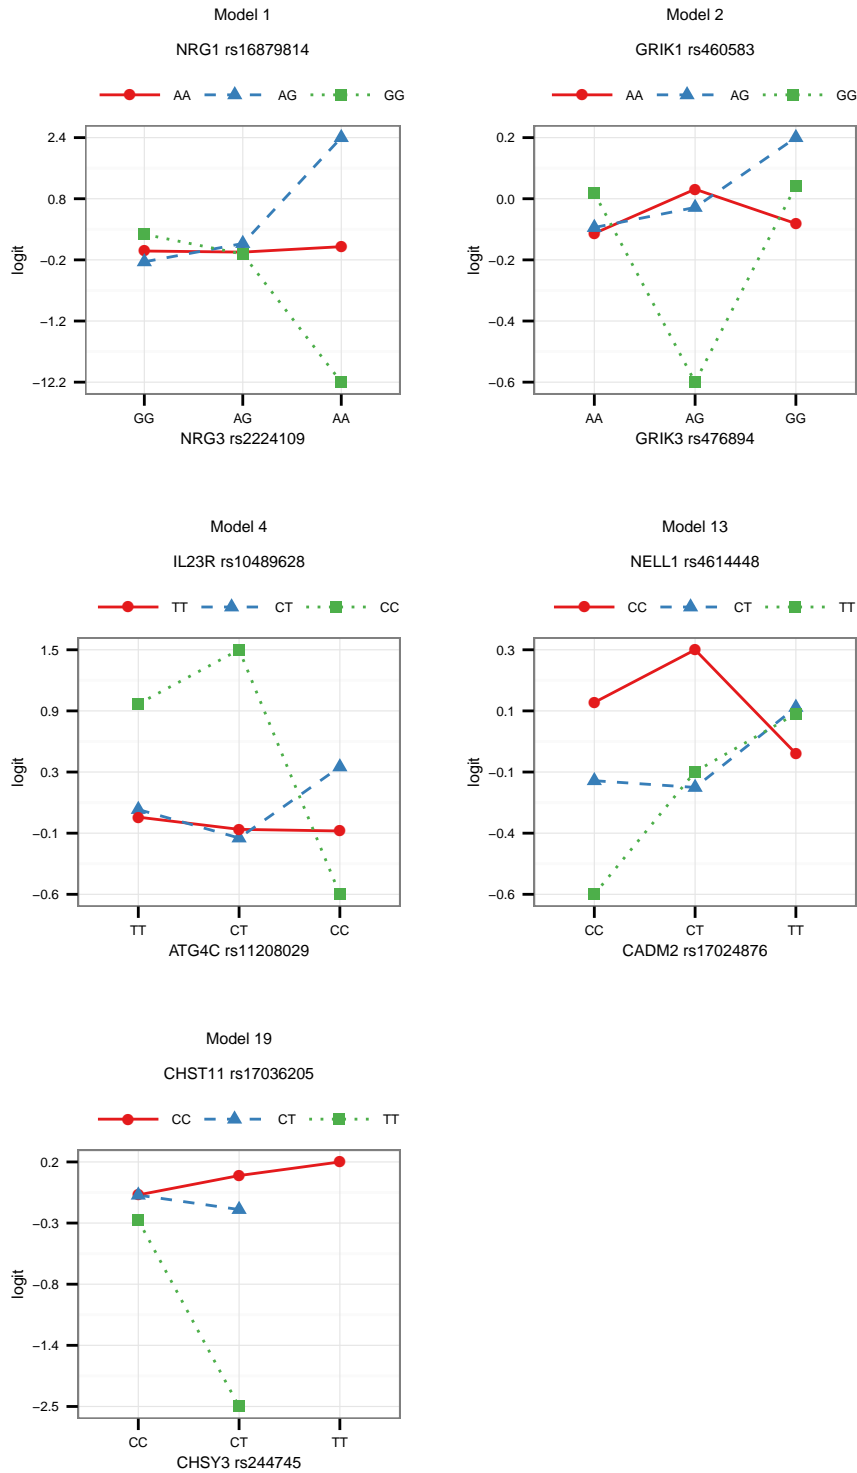 Model 1
NRG1 rs16879814
AA AG GG
2.4
0.8
−0.2
−1.2
−12.2
logit
GG AG AA
NRG3 rs2224109
Model 2
GRIK1 rs460583
AA AG GG
0.2
0.0
−0.2
−0.4
−0.6
logit
AA AG GG
GRIK3 rs476894
Model 4
IL23R rs10489628
TT CT CC
1.5
0.9
0.3
−0.1
−0.6
logit
TT CT CC
ATG4C rs11208029
Model 13
NELL1 rs4614448
CC CT TT
0.3
0.1
−0.1
−0.4
−0.6
logit
CC CT TT
CADM2 rs17024876
Model 19
CHST11 rs17036205
CC CT TT
0.2
−0.3
−0.8
−1.4
−2.5
logit
CC CT TT
CHSY3 rs244745